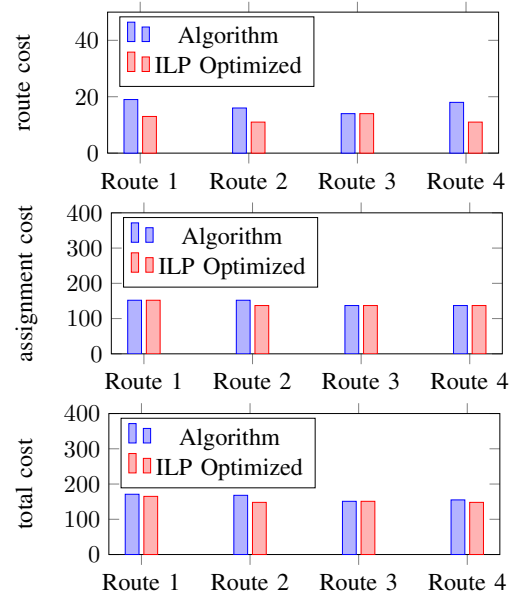 route cost
40
20
0
Algorithm
ILP Optimized
Route 1 Route 2 Route 3 Route 4
assignment cost
400
300
200
100
0
Algorithm
ILP Optimized
Route 1 Route 2 Route 3 Route 4
total cost
400
300
200
100
0
Algorithm
ILP Optimized
Route 1 Route 2 Route 3 Route 4